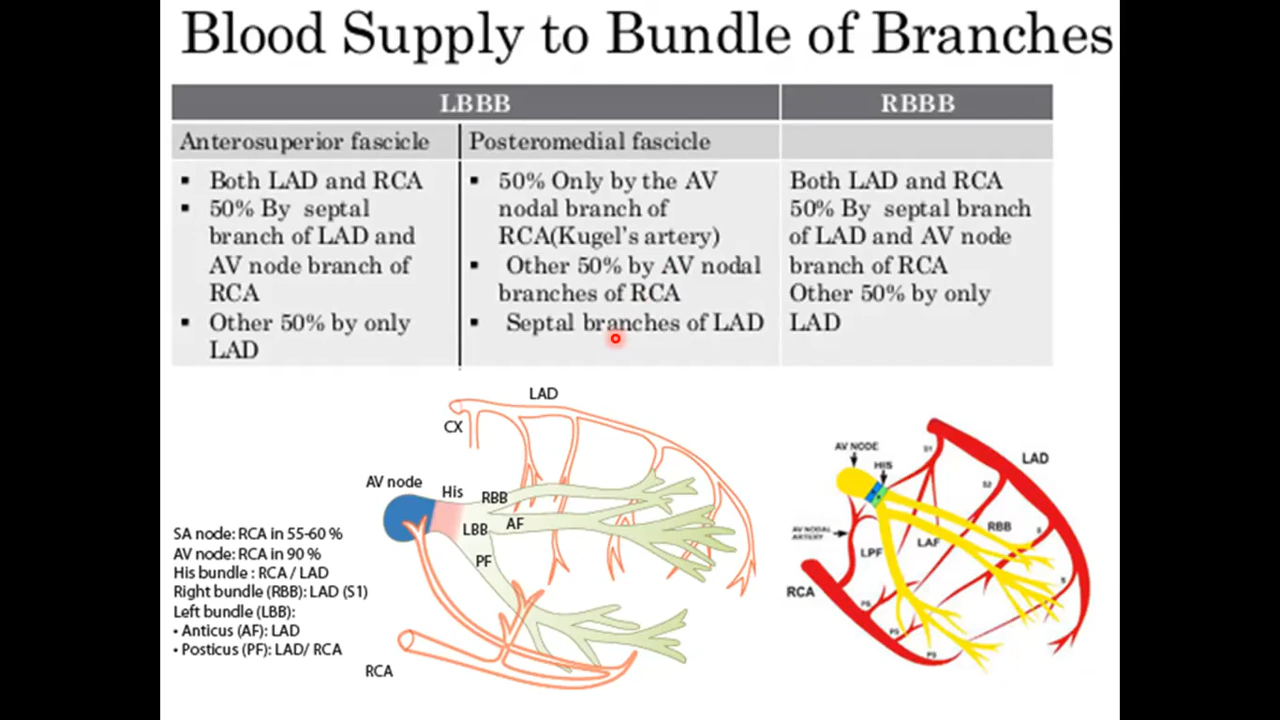 Blood Supply to Bundle of Branches
LBBB
RBBB
Anterosuperior fascicle
Posteromedial fascicle
▪ Both LAD and RCA
▪ 50% By septal
branch of LAD and
AV node branch of
RCA
▪ Other 50% by only
LAD
▪ 50% Only by the AV
nodal branch of
RCA(Kugel's artery)
▪ Other 50% by AV nodal
branches of RCA
▪ Septal branches of LAD
Both LAD and RCA
50% By septal branch
of LAD and AV node
branch of RCA
Other 50% by only
LAD
LAD
CX
AV node
His
RBB
LBB
AF
PF
RCA
SA node: RCA in 55-60 %
AV node: RCA in 90 %
His bundle : RCA / LAD
Right bundle (RBB): LAD (S1)
Left bundle (LBB):
• Anticus (AF): LAD
• Posticus (PF): LAD/ RCA
AV NODE
HIS
S1
LAD
S2
RBB
AV NODAL
ARTERY
LAF
LPF
RCA